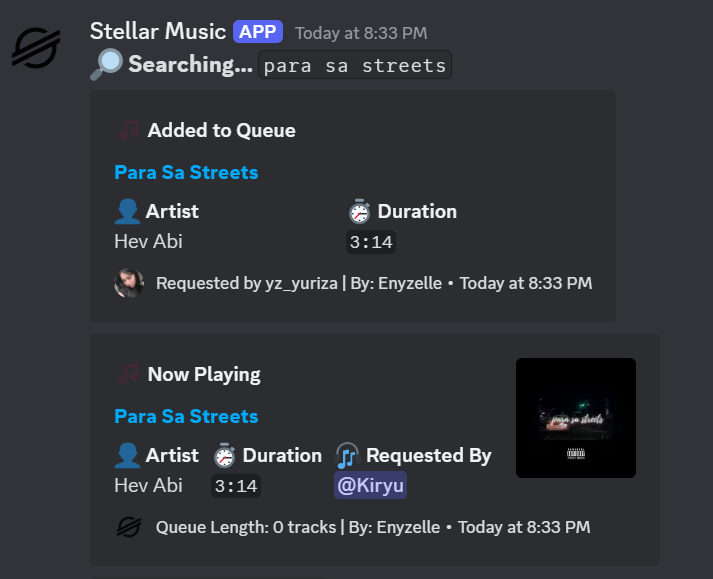 Stellar Music APP Today at 8:33 PM
Searching... para sa streets
Added to Queue
Para Sa Streets
Artist Duration
Hev Abi 3:14
Requested by yz_yuriza | By: Enyzelle • Today at 8:33 PM
Now Playing
para sa streets
Para Sa Streets
Artist Duration Requested By
Hev Abi 3:14 @Kiryu
Queue Length: 0 tracks | By: Enyzelle • Today at 8:33 PM